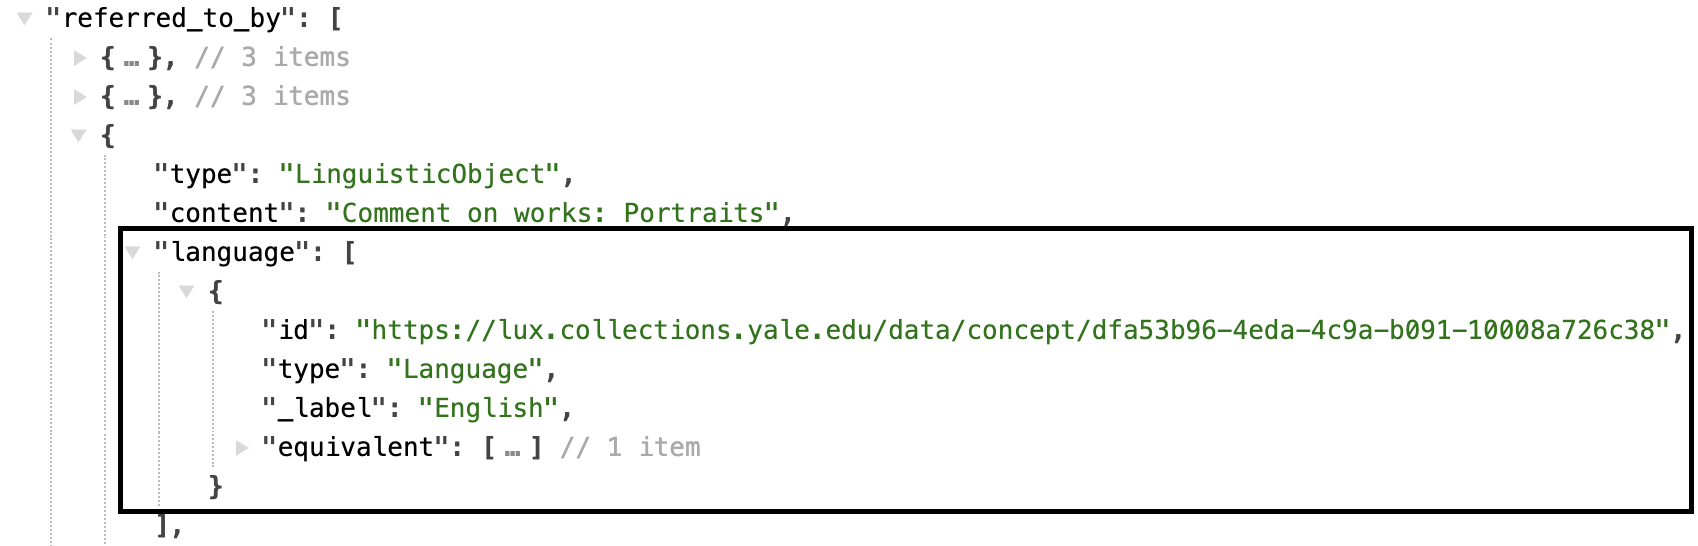 "referred_to_by": [
{ … }, // 3 items
{ … }, // 3 items
{
"type": "LinguisticObject",
"content": "Comment on works: Portraits",
"language": [
{
"id": "https://lux.collections.yale.edu/data/concept/dfa53b96-4eda-4c9a-b091-10008a726c38",
"type": "Language",
"_label": "English",
"equivalent": [ … ] // 1 item
}
],